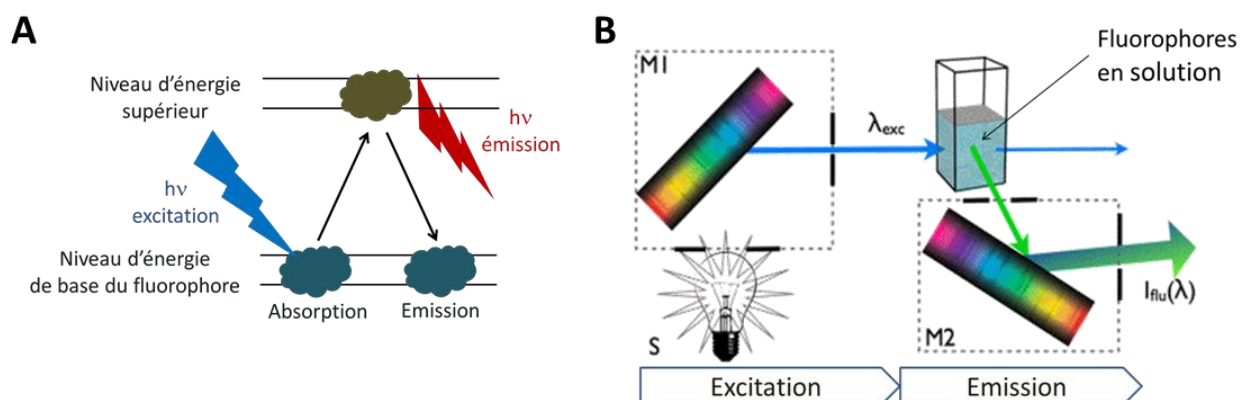 A
Niveau d'énergie
supérieur
hν
émission
hν
excitation
Niveau d'énergie
de base du fluorophore
Absorption
Emission
B
M1
Fluorophores
en solution
λexc
S
M2
Iflu(λ)
Excitation
Emission